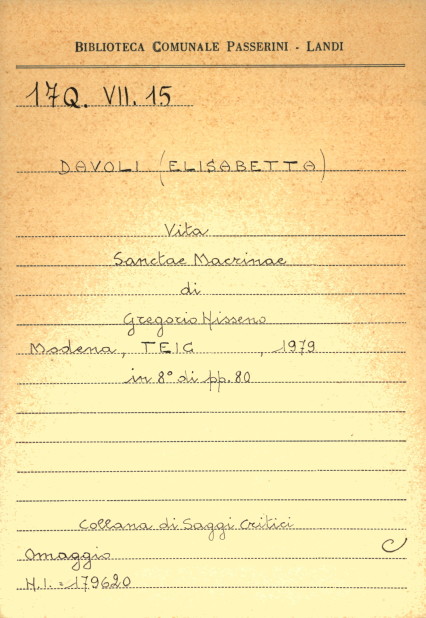 BIBLIOTECA COMUNALE PASSERINI - LANDI
17Q. VII. 15
DAVOLI (ELISABETTA)
Vita
Sanctae Macrinae
di
Gregorio Nisseno
Modena, TEIC , 1979
in 8° di pp. 80
Collana di Saggi Critici
Omaggio
N.I. = 179620